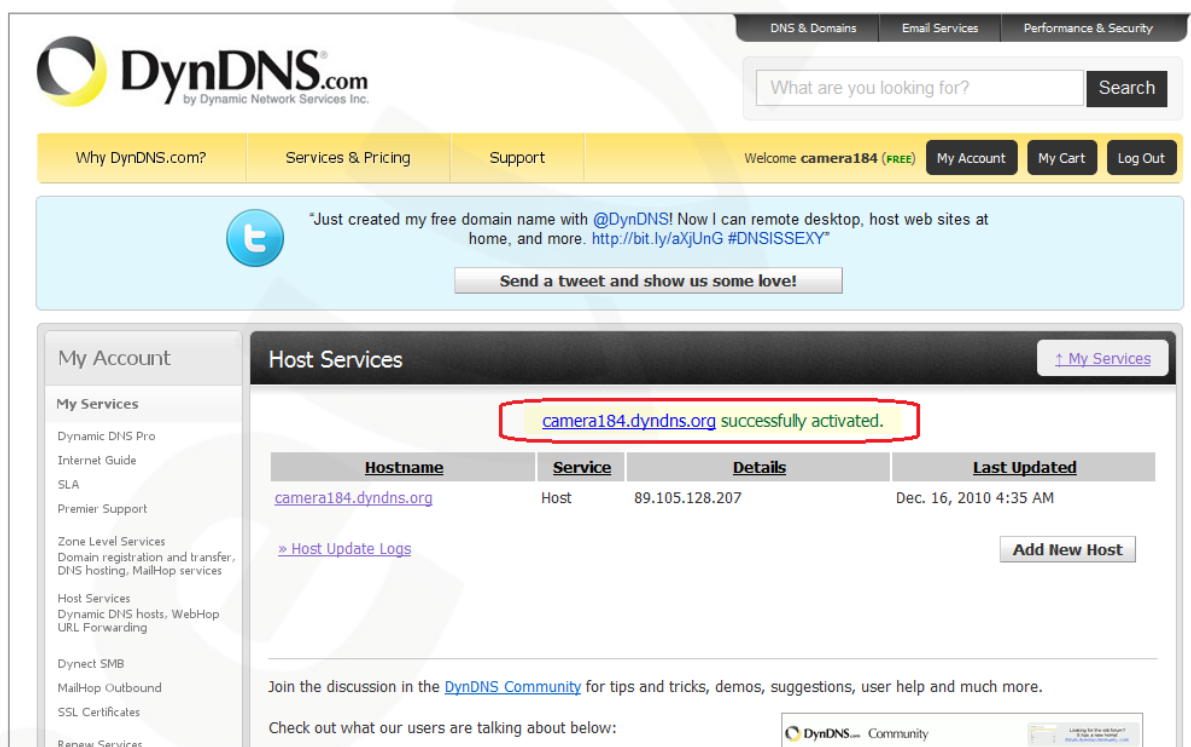 DNS & Domains Email Services Performance & Security
DynDNS.com
by Dynamic Network Services Inc.
What are you looking for? Search
Why DynDNS.com? Services & Pricing Support Welcome camera184 (FREE) My Account My Cart Log Out
"Just created my free domain name with @DynDNS! Now I can remote desktop, host web sites at
home, and more. http://bit.ly/aXjUnG #DNSISSEXY"
Send a tweet and show us some love!
My Account
My Services
Dynamic DNS Pro
Internet Guide
SLA
Premier Support
Zone Level Services
Domain registration and transfer,
DNS hosting, MailHop services
Host Services
Dynamic DNS hosts, WebHop
URL Forwarding
Dynect SMB
MailHop Outbound
SSL Certificates
Renew Services
Host Services ↑ My Services
camera184.dyndns.org successfully activated.
Hostname Service Details Last Updated
camera184.dyndns.org Host 89.105.128.207 Dec. 16, 2010 4:35 AM
» Host Update Logs Add New Host
Join the discussion in the DynDNS Community for tips and tricks, demos, suggestions, user help and much more.
Check out what our users are talking about below:
DynDNS.com Community